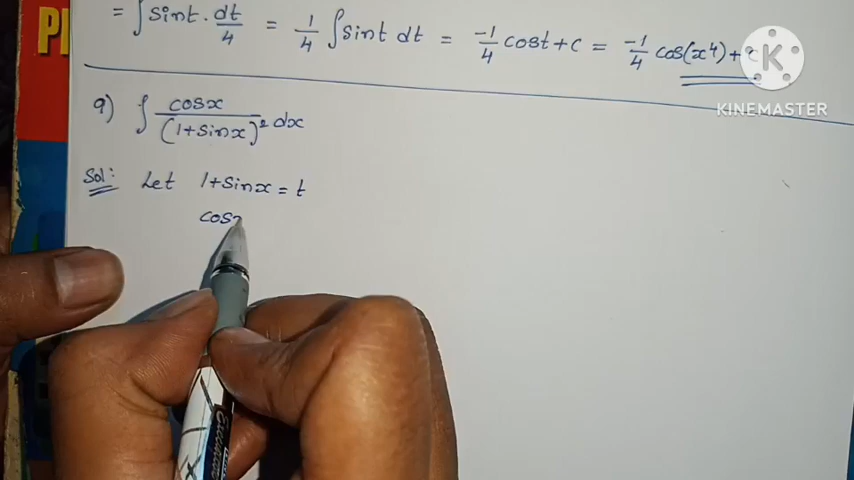 = ∫ sint. dt/4 = 1/4 ∫ sint dt = -1/4 cost + c = -1/4 cos(x⁴) + c
KINEMASTER
9) ∫ cosx/(1+sinx)² dx
Sol: Let 1+sinx = t
cosx